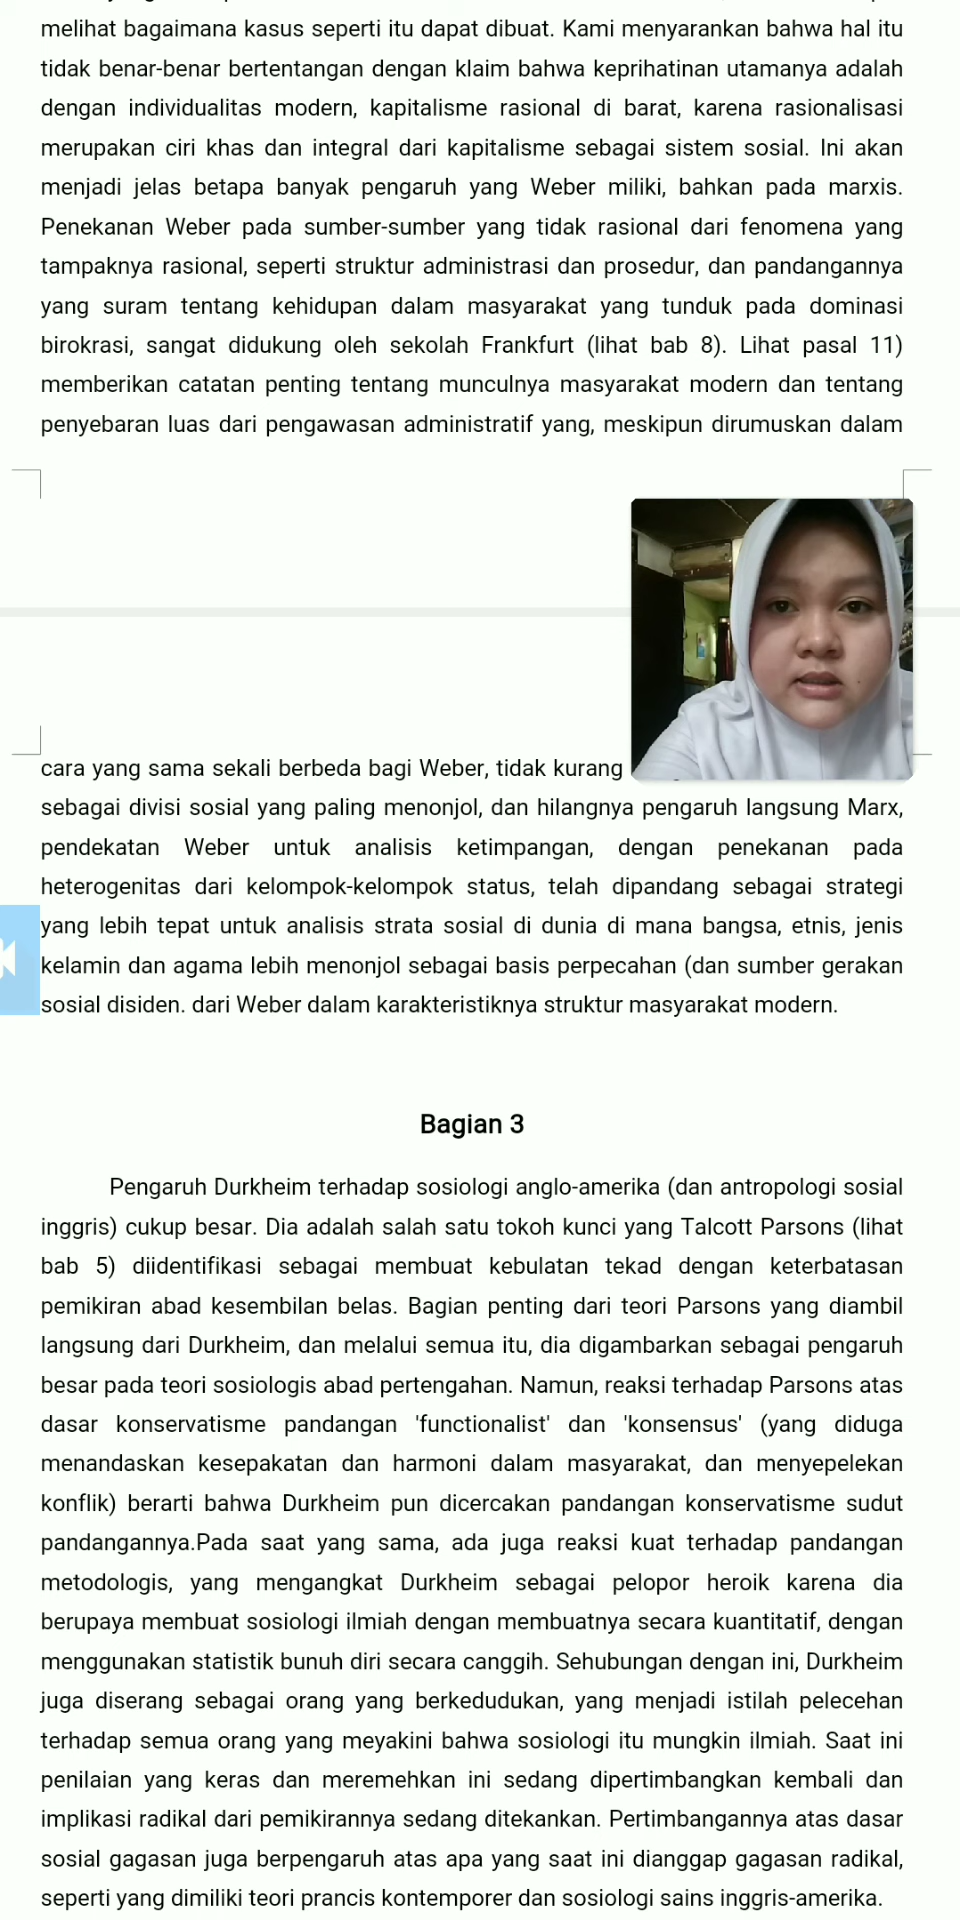 melihat bagaimana kasus seperti itu dapat dibuat. Kami menyarankan bahwa hal itu
tidak benar-benar bertentangan dengan klaim bahwa keprihatinan utamanya adalah
dengan individualitas modern, kapitalisme rasional di barat, karena rasionalisasi
merupakan ciri khas dan integral dari kapitalisme sebagai sistem sosial. Ini akan
menjadi jelas betapa banyak pengaruh yang Weber miliki, bahkan pada marxis.
Penekanan Weber pada sumber-sumber yang tidak rasional dari fenomena yang
tampaknya rasional, seperti struktur administrasi dan prosedur, dan pandangannya
yang suram tentang kehidupan dalam masyarakat yang tunduk pada dominasi
birokrasi, sangat didukung oleh sekolah Frankfurt (lihat bab 8). Lihat pasal 11)
memberikan catatan penting tentang munculnya masyarakat modern dan tentang
penyebaran luas dari pengawasan administratif yang, meskipun dirumuskan dalam
cara yang sama sekali berbeda bagi Weber, tidak kurang
sebagai divisi sosial yang paling menonjol, dan hilangnya pengaruh langsung Marx,
pendekatan Weber untuk analisis ketimpangan, dengan penekanan pada
heterogenitas dari kelompok-kelompok status, telah dipandang sebagai strategi
yang lebih tepat untuk analisis strata sosial di dunia di mana bangsa, etnis, jenis
kelamin dan agama lebih menonjol sebagai basis perpecahan (dan sumber gerakan
sosial disiden. dari Weber dalam karakteristiknya struktur masyarakat modern.
Bagian 3
Pengaruh Durkheim terhadap sosiologi anglo-amerika (dan antropologi sosial
inggris) cukup besar. Dia adalah salah satu tokoh kunci yang Talcott Parsons (lihat
bab 5) diidentifikasi sebagai membuat kebulatan tekad dengan keterbatasan
pemikiran abad kesembilan belas. Bagian penting dari teori Parsons yang diambil
langsung dari Durkheim, dan melalui semua itu, dia digambarkan sebagai pengaruh
besar pada teori sosiologis abad pertengahan. Namun, reaksi terhadap Parsons atas
dasar konservatisme pandangan 'functionalist' dan 'konsensus' (yang diduga
menandaskan kesepakatan dan harmoni dalam masyarakat, dan menyepelekan
konflik) berarti bahwa Durkheim pun dicercakan pandangan konservatisme sudut
pandangannya.Pada saat yang sama, ada juga reaksi kuat terhadap pandangan
metodologis, yang mengangkat Durkheim sebagai pelopor heroik karena dia
berupaya membuat sosiologi ilmiah dengan membuatnya secara kuantitatif, dengan
menggunakan statistik bunuh diri secara canggih. Sehubungan dengan ini, Durkheim
juga diserang sebagai orang yang berkedudukan, yang menjadi istilah pelecehan
terhadap semua orang yang meyakini bahwa sosiologi itu mungkin ilmiah. Saat ini
penilaian yang keras dan meremehkan ini sedang dipertimbangkan kembali dan
implikasi radikal dari pemikirannya sedang ditekankan. Pertimbangannya atas dasar
sosial gagasan juga berpengaruh atas apa yang saat ini dianggap gagasan radikal,
seperti yang dimiliki teori prancis kontemporer dan sosiologi sains inggris-amerika.